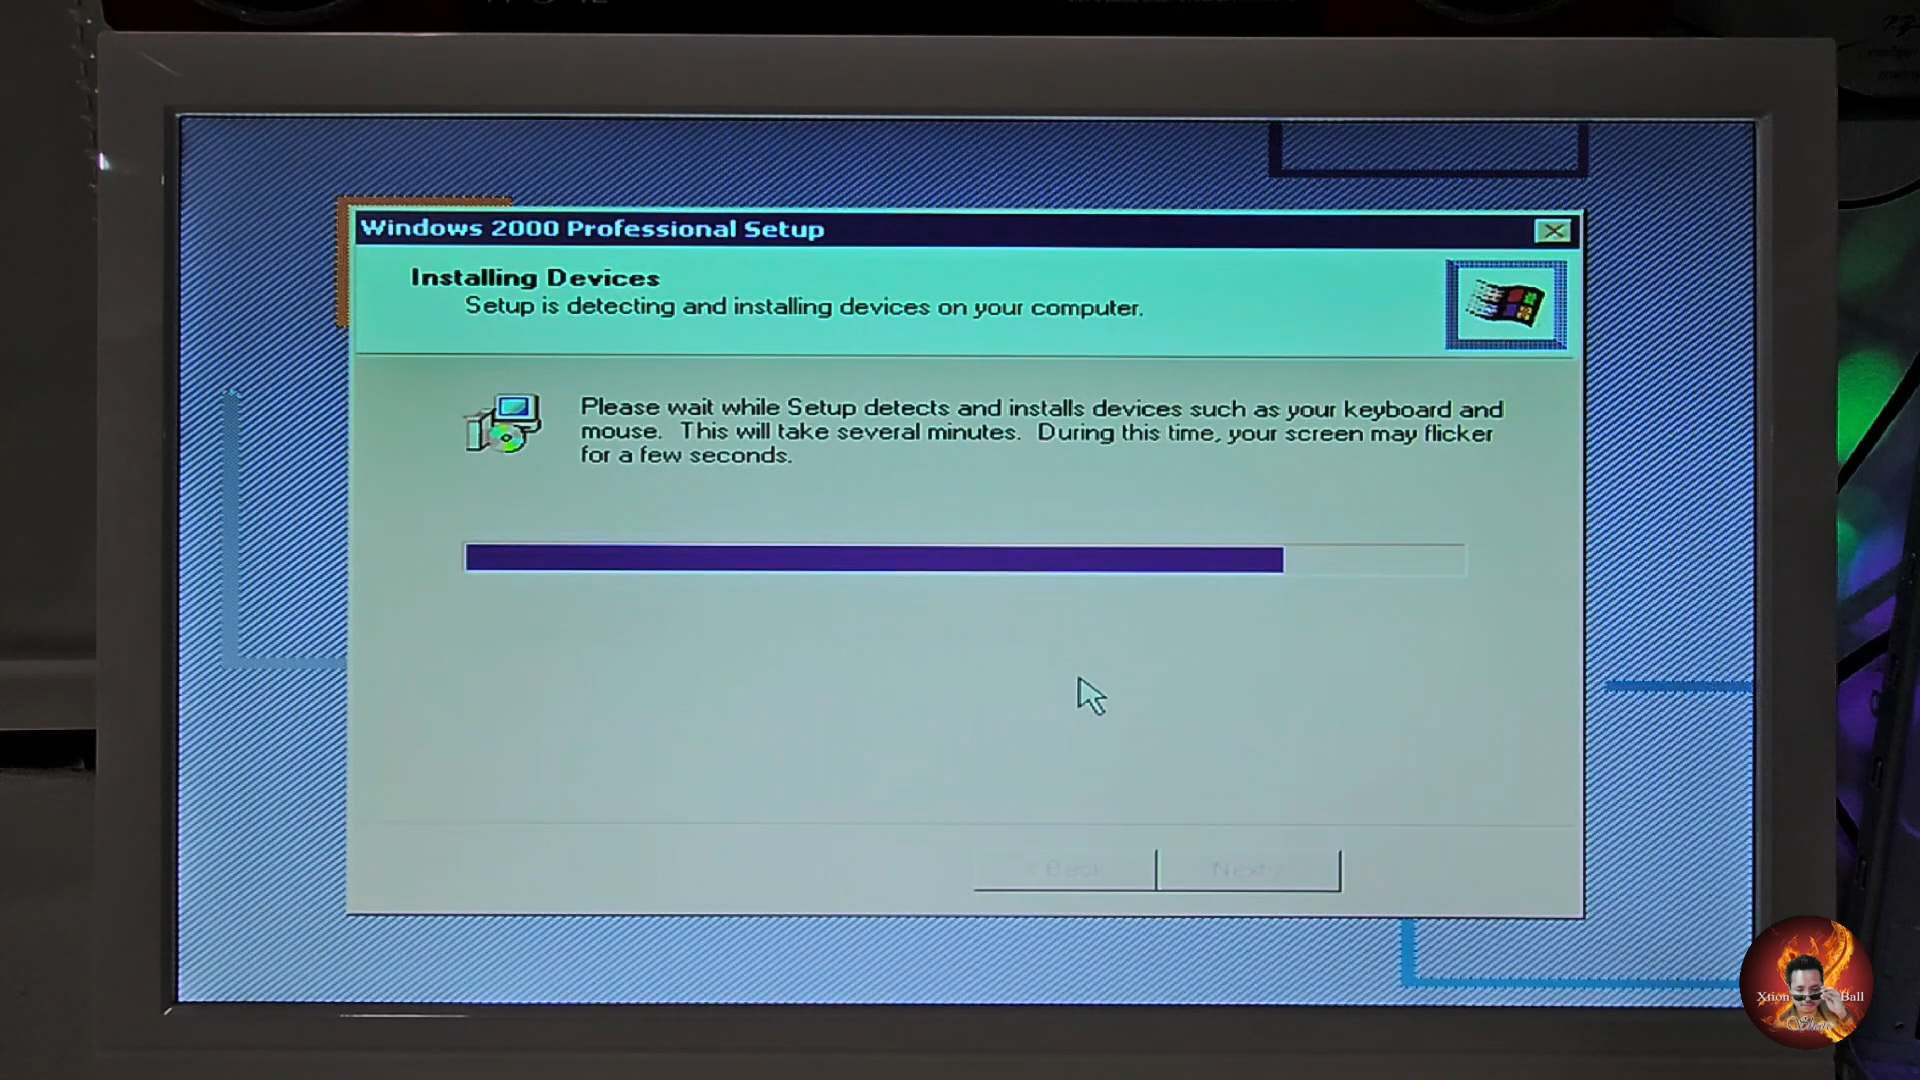 Windows 2000 Professional Setup
Installing Devices
Setup is detecting and installing devices on your computer.
Please wait while Setup detects and installs devices such as your keyboard and
mouse.  This will take several minutes.  During this time, your screen may flicker
for a few seconds.
< Back
Next >
Xtion Ball
Share